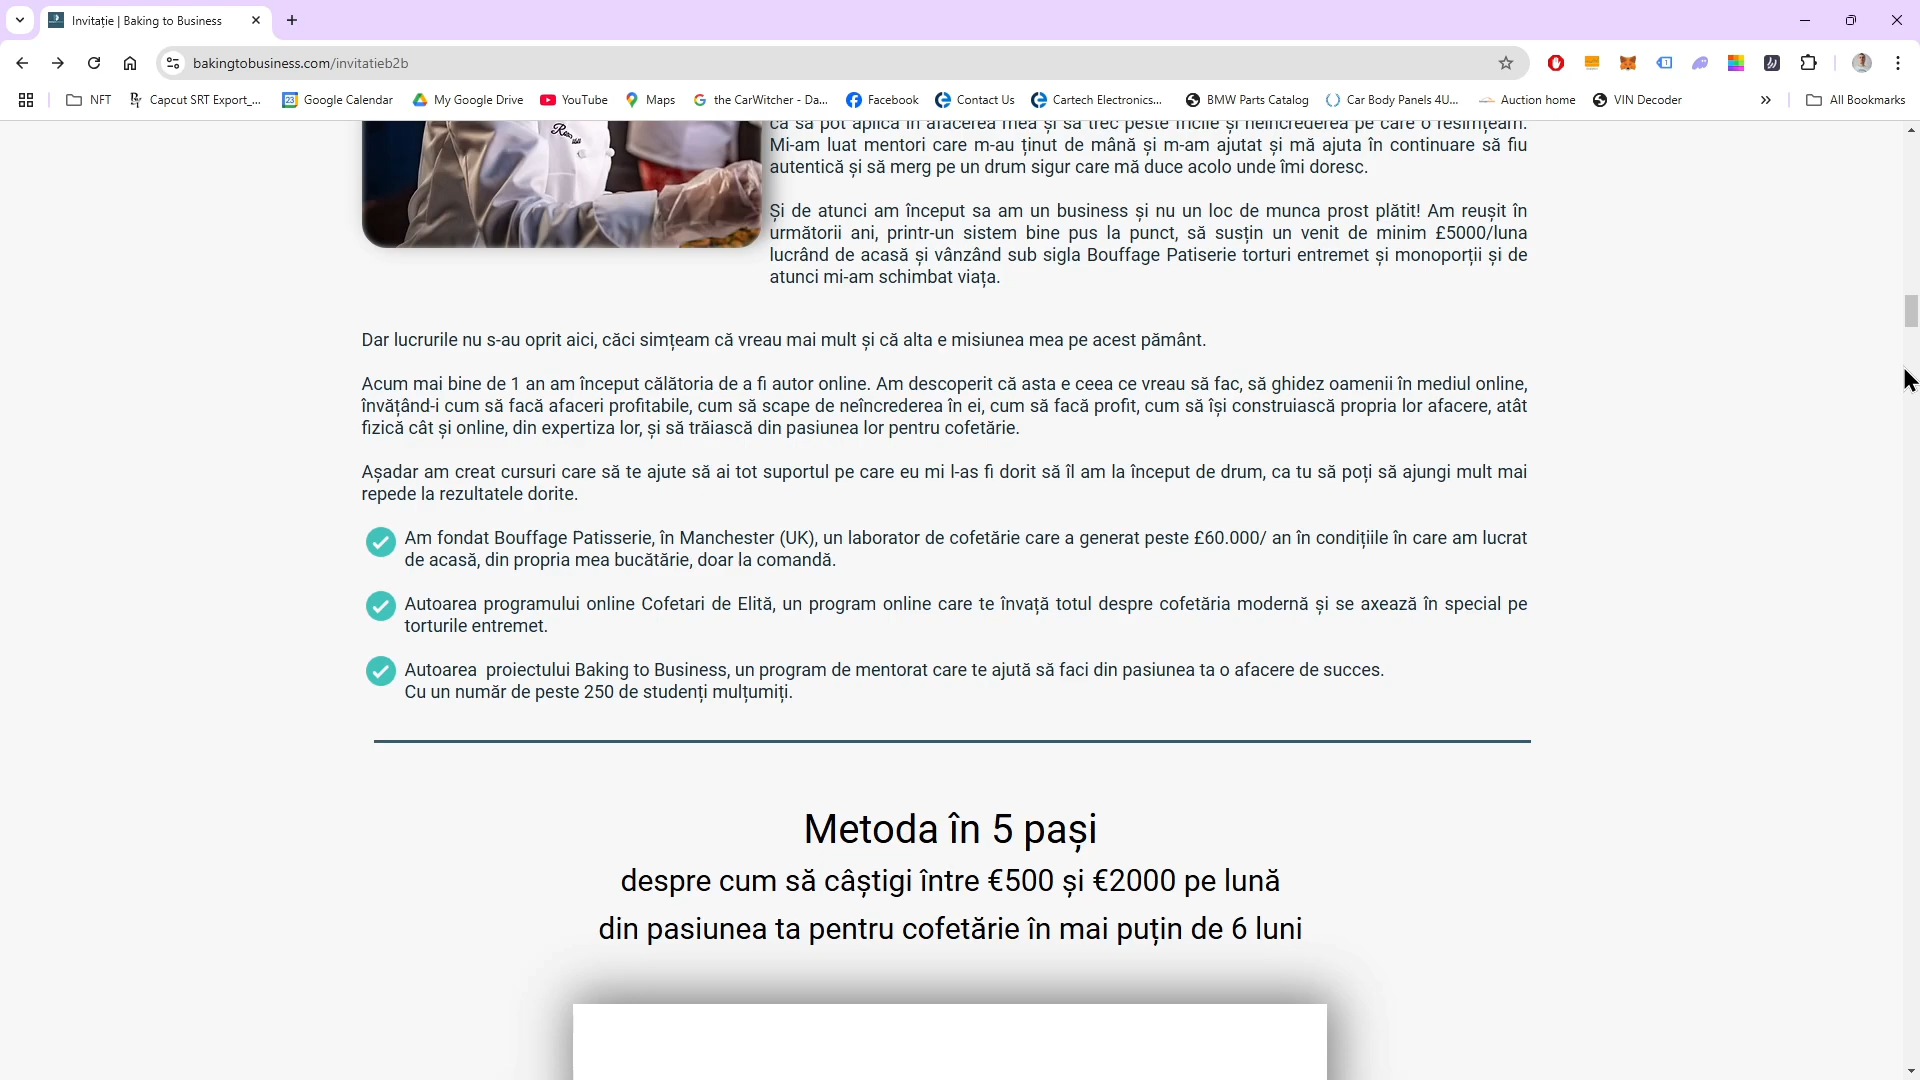 Invitație | Baking to Business
bakingtobusiness.com/invitatieb2b
NFT
Capcut SRT Export_...
Google Calendar
My Google Drive
YouTube
Maps
the CarWitcher - Da...
Facebook
Contact Us
Cartech Electronics...
BMW Parts Catalog
Car Body Panels 4U...
Auction home
VIN Decoder
All Bookmarks
ca să pot aplica în afacerea mea și să trec peste fricile și neîncrederea pe care o resimțeam.
Mi-am luat mentori care m-au ținut de mână și m-am ajutat și mă ajuta în continuare să fiu
autentică și să merg pe un drum sigur care mă duce acolo unde îmi doresc.
Și de atunci am început sa am un business și nu un loc de munca prost plătit! Am reușit în
următorii ani, printr-un sistem bine pus la punct, să susțin un venit de minim £5000/luna
lucrând de acasă și vânzând sub sigla Bouffage Patiserie torturi entremet și monoporții și de
atunci mi-am schimbat viața.
Dar lucrurile nu s-au oprit aici, căci simțeam că vreau mai mult și că alta e misiunea mea pe acest pământ.
Acum mai bine de 1 an am început călătoria de a fi autor online. Am descoperit că asta e ceea ce vreau să fac, să ghidez oamenii în mediul online,
învățând-i cum să facă afaceri profitabile, cum să scape de neîncrederea în ei, cum să facă profit, cum să își construiască propria lor afacere, atât
fizică cât și online, din expertiza lor, și să trăiască din pasiunea lor pentru cofetărie.
Așadar am creat cursuri care să te ajute să ai tot suportul pe care eu mi l-as fi dorit să îl am la început de drum, ca tu să poți să ajungi mult mai
repede la rezultatele dorite.
Am fondat Bouffage Patisserie, în Manchester (UK), un laborator de cofetărie care a generat peste £60.000/ an în condițiile în care am lucrat
de acasă, din propria mea bucătărie, doar la comandă.
Autoarea programului online Cofetari de Elită, un program online care te învață totul despre cofetăria modernă și se axează în special pe
torturile entremet.
Autoarea proiectului Baking to Business, un program de mentorat care te ajută să faci din pasiunea ta o afacere de succes.
Cu un număr de peste 250 de studenți mulțumiți.
Metoda în 5 pași
despre cum să câștigi între €500 și €2000 pe lună
din pasiunea ta pentru cofetărie în mai puțin de 6 luni